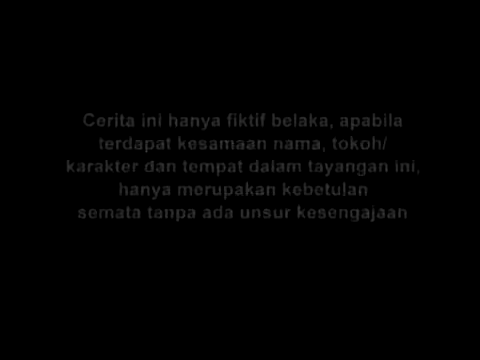 Cerita ini hanya fiktif belaka, apabila
terdapat kesamaan nama, tokoh/
karakter dan tempat dalam tayangan ini,
hanya merupakan kebetulan
semata tanpa ada unsur kesengajaan